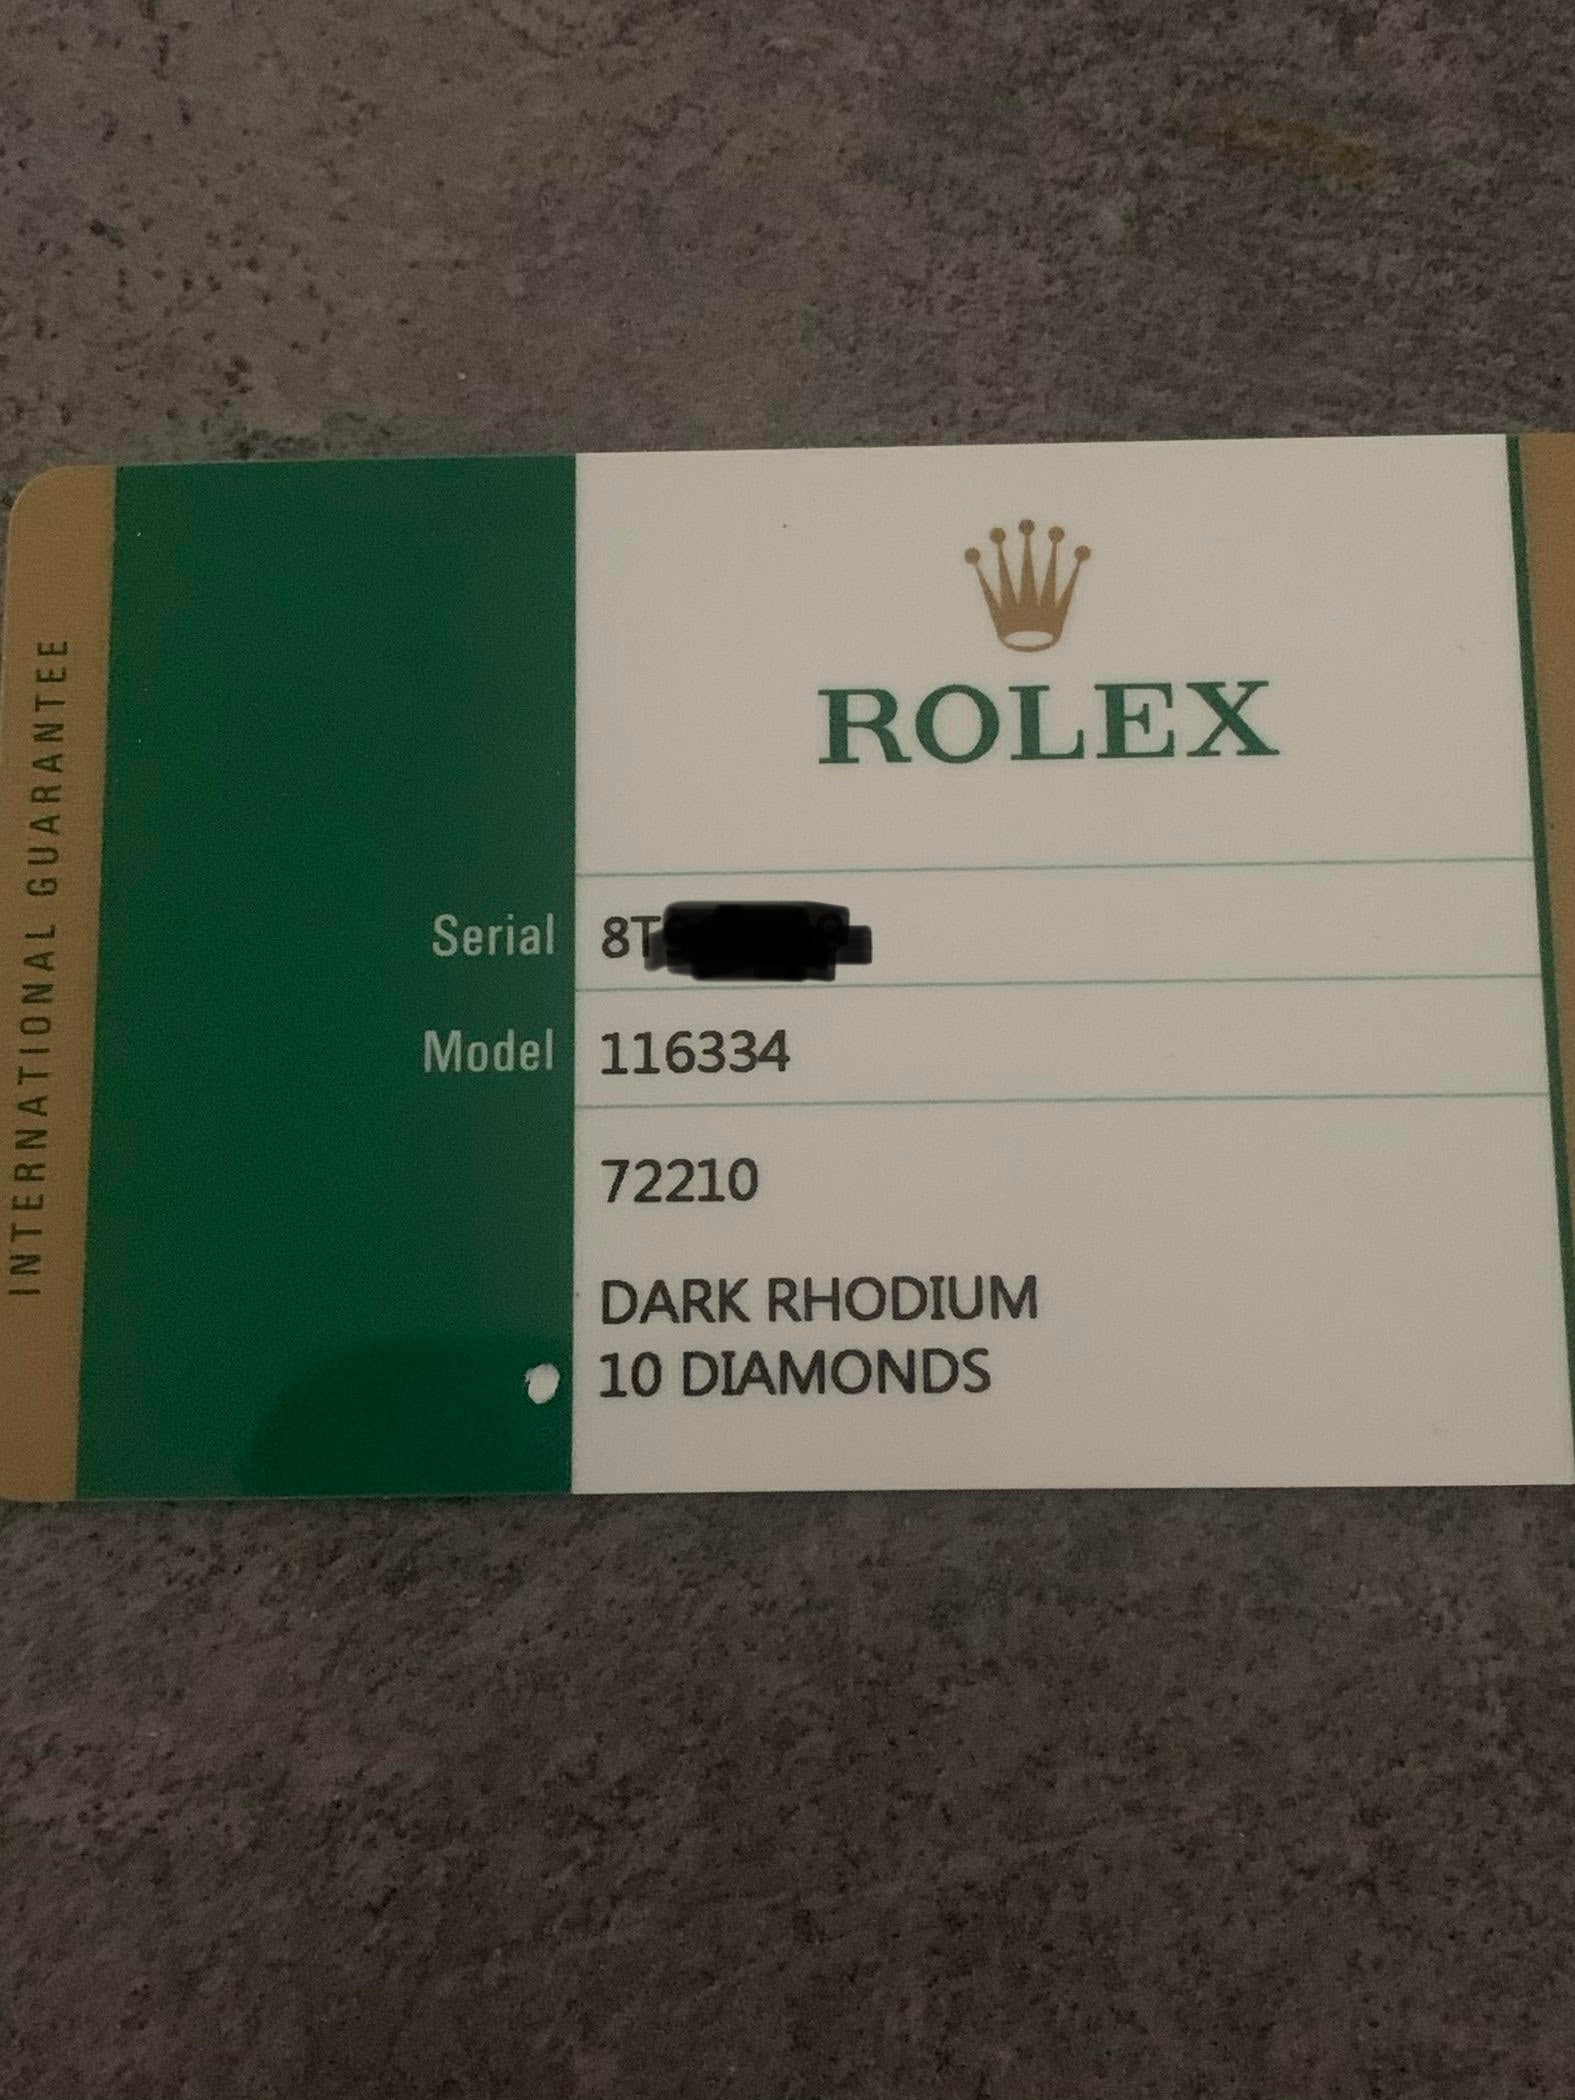 INTERNATIONAL GUARANTEE
ROLEX
Serial 8T
Model 116334
72210
DARK RHODIUM
10 DIAMONDS